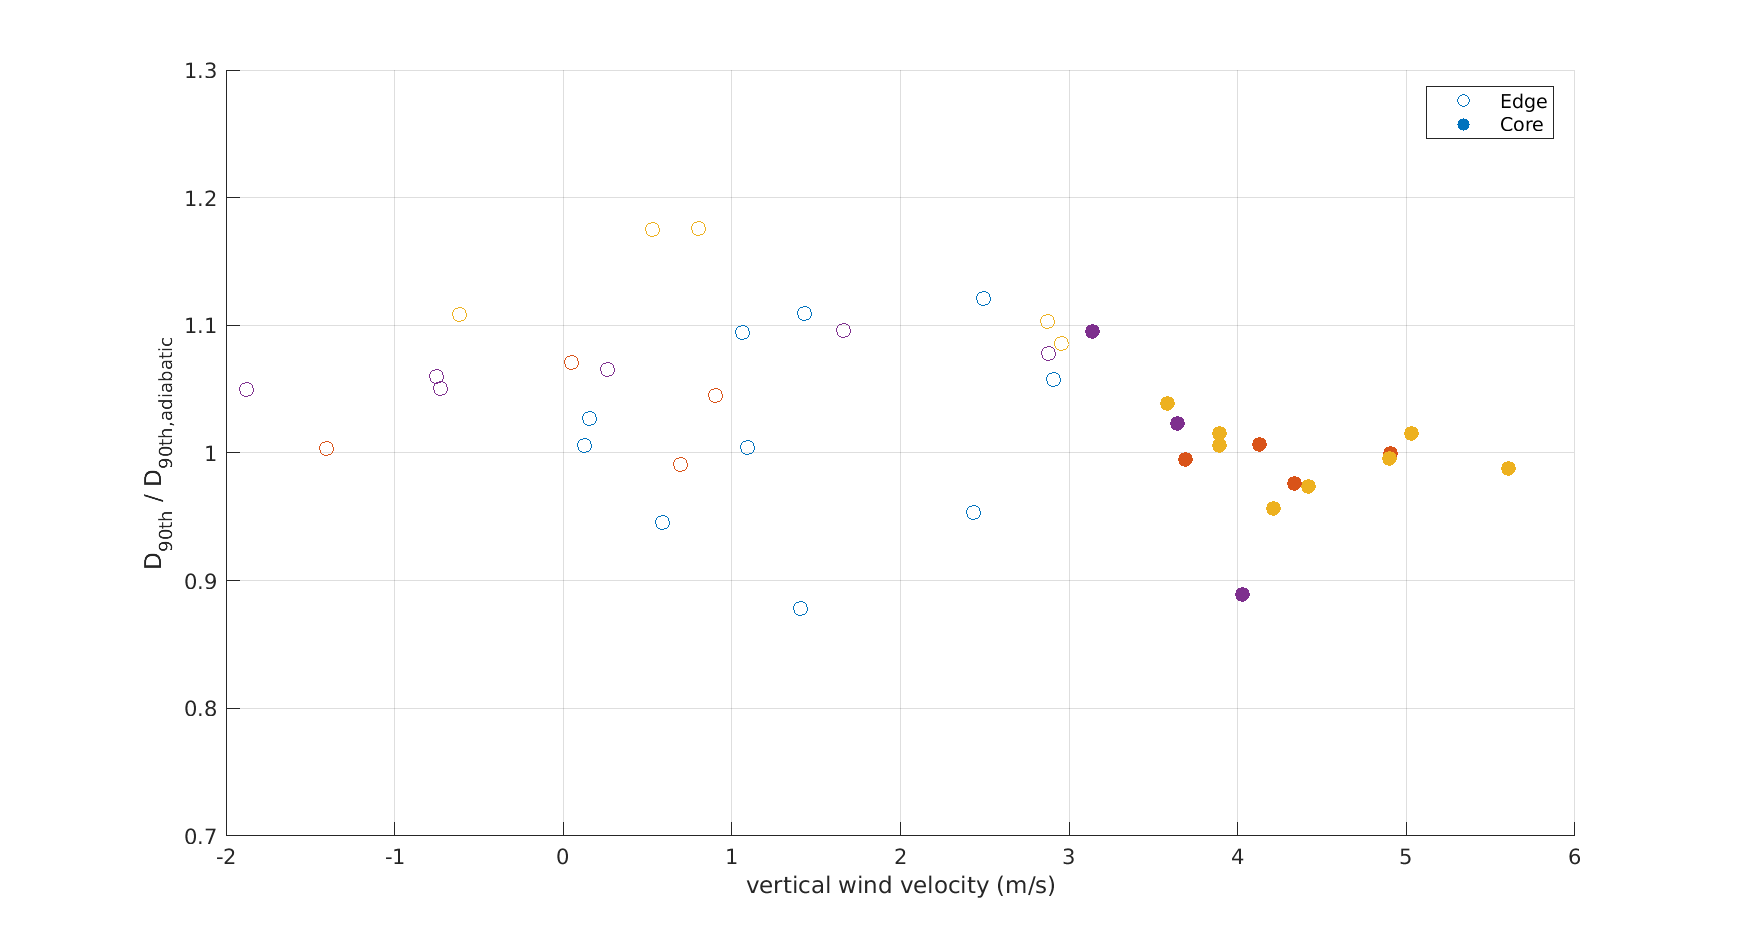 1.3
1.2
1.1
1
0.9
0.8
0.7
-2 -1 0 1 2 3 4 5 6
vertical wind velocity (m/s)
D90th / D90th,adiabatic
Edge
Core